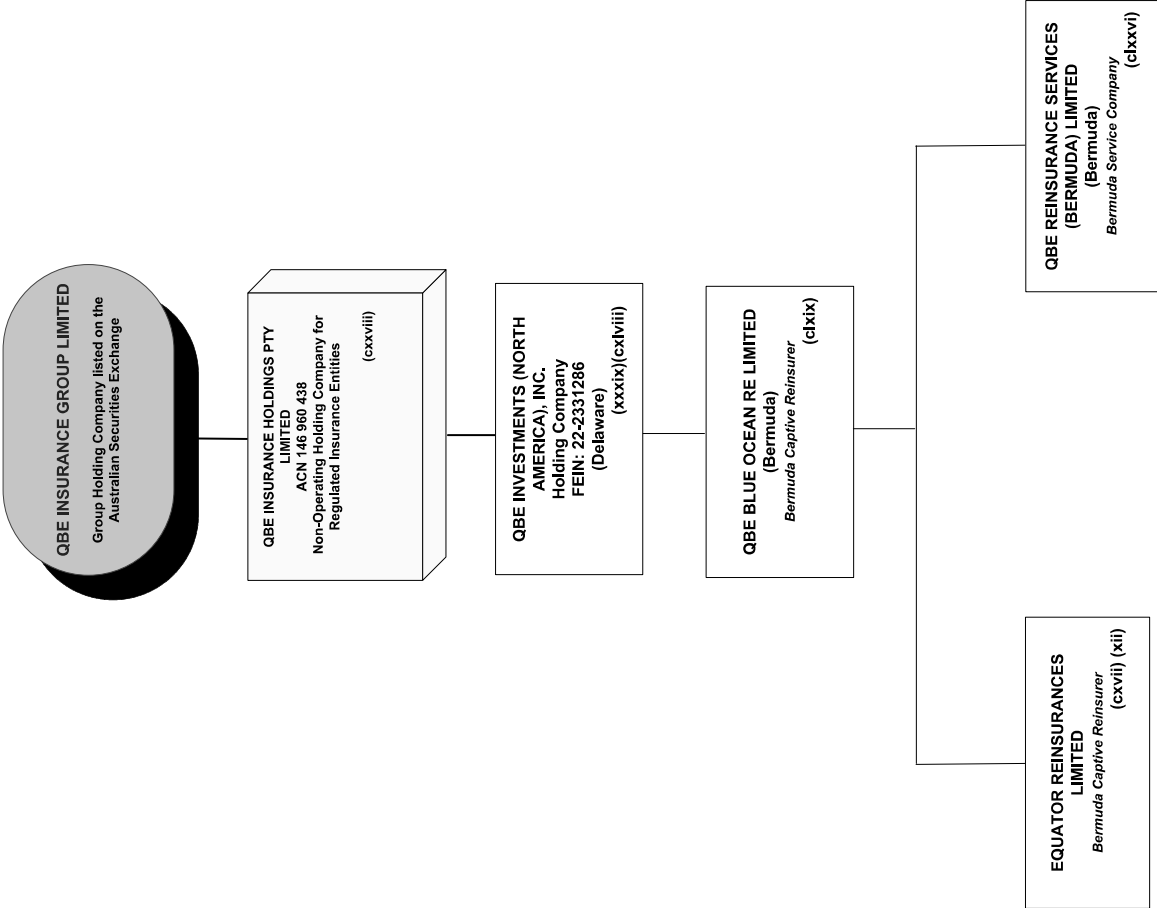 QBE INSURANCE GROUP LIMITED
Group Holding Company listed on the
Australian Securities Exchange
QBE INSURANCE HOLDINGS PTY
LIMITED
ACN 146 960 438
Non-Operating Holding Company for
Regulated Insurance Entities
(cxxviii)
QBE INVESTMENTS (NORTH
AMERICA), INC.
Holding Company
FEIN: 22-2331286
(Delaware)
(xxxix)(cxlviii)
QBE BLUE OCEAN RE LIMITED
(Bermuda)
Bermuda Captive Reinsurer
(clxix)
EQUATOR REINSURANCES
LIMITED
Bermuda Captive Reinsurer
(cxvii) (xii)
QBE REINSURANCE SERVICES
(BERMUDA) LIMITED
(Bermuda)
Bermuda Service Company
(clxxvi)